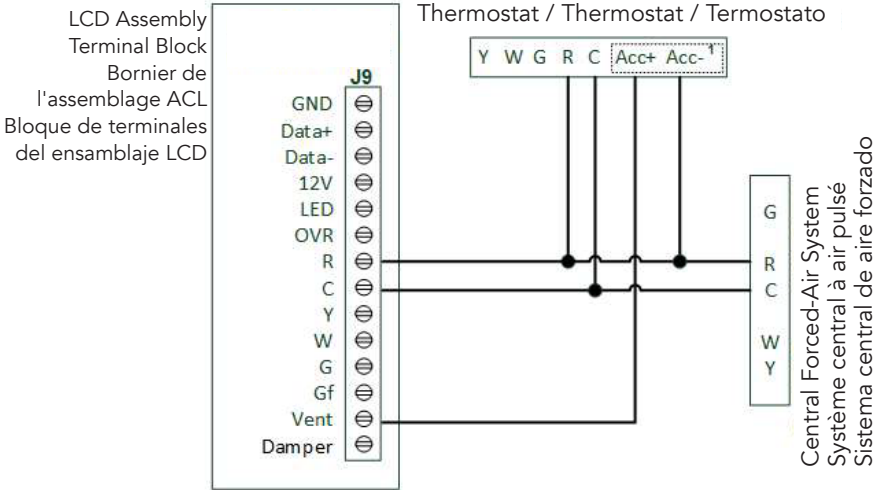 LCD Assembly
Terminal Block
Bornier de
l'assemblage ACL
Bloque de terminales
del ensamblaje LCD
J9
GND
Data+
Data-
12V
LED
OVR
R
C
Y
W
G
Gf
Vent
Damper
Thermostat / Thermostat / Termostato
Y W G R C Acc+ Acc- 1
G
R
C
W
Y
Central Forced-Air System
Système central à air pulsé
Sistema central de aire forzado